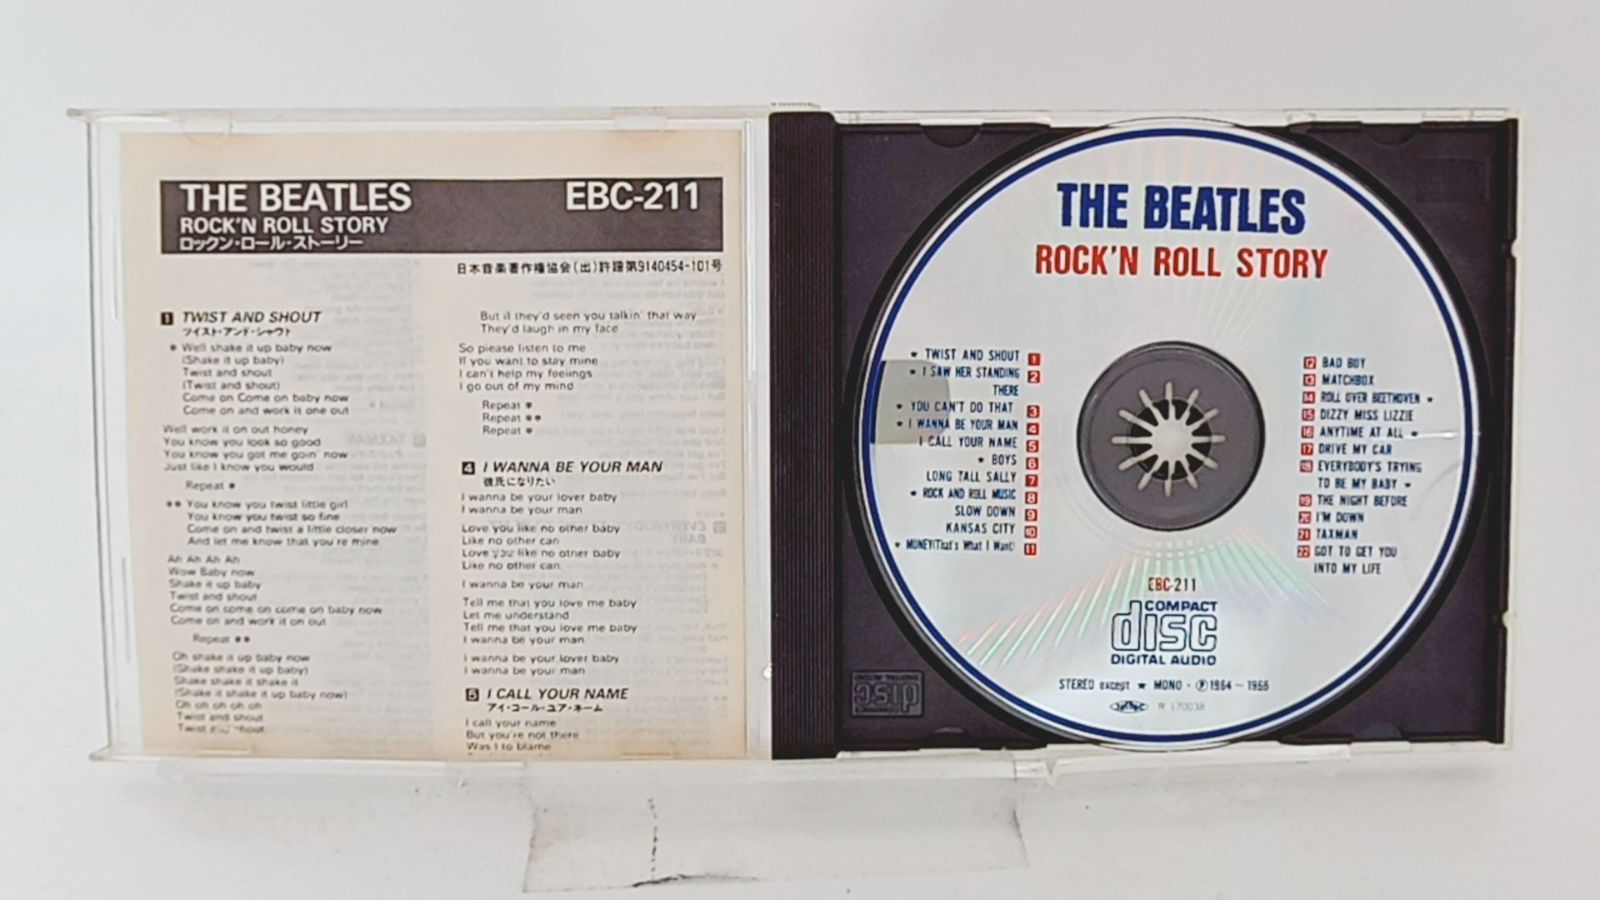 THE BEATLES EBC-211
ROCK'N ROLL STORY
ロックン・ロール・ストーリー
日本音楽著作権協会(出)許諾第9140454-101号
1 TWIST AND SHOUT
ツイスト・アンド・シャウト
* Well shake it up baby now
(Shake it up baby)
Twist and shout
(Twist and shout)
Come on Come on baby now
Come on and work it one out
Well work it on out honey
You know you look so good
You know you got me goin' now
Just like I know you would
Repeat *
** You know you twist little girl
You know you twist so fine
Come on and twist a little closer now
And let me know that you're mine
Ah Ah Ah Ah
Wow Baby now
Shake it up baby
Twist and shout
Come on come on come on baby now
Come on and work it on out
Repeat **
Oh shake it up baby now
(Shake shake it up baby)
Shake shake it shake it
(Shake it shake it up baby now)
Oh oh oh oh oh
Twist and shout
Twist shout
But if they'd seen you talkin' that way
They'd laugh in my face
So please listen to me
If you want to stay mine
I can't help my feelings
I go out of my mind
Repeat *
Repeat **
Repeat *
4 I WANNA BE YOUR MAN
彼氏になりたい
I wanna be your lover baby
I wanna be your man
Love you like no other baby
Like no other can
Love you like no other baby
Like no other can
I wanna be your man
Tell me that you love me baby
Let me understand
Tell me that you love me baby
I wanna be your man
I wanna be your lover baby
I wanna be your man
5 I CALL YOUR NAME
アイ・コール・ユア・ネーム
I call your name
But you're not there
Was I to blame
THE BEATLES
ROCK'N ROLL STORY
★ TWIST AND SHOUT 1
★ I SAW HER STANDING 2
THERE
★ YOU CAN'T DO THAT 3
★ I WANNA BE YOUR MAN 4
I CALL YOUR NAME 5
★ BOYS 6
LONG TALL SALLY 7
★ ROCK AND ROLL MUSIC 8
SLOW DOWN 9
KANSAS CITY 10
★ MONEY(That's What I Want) 11
12 BAD BOY
13 MATCHBOX
14 ROLL OVER BEETHOVEN ★
15 DIZZY MISS LIZZIE
16 ANYTIME AT ALL ★
17 DRIVE MY CAR
18 EVERYBODY'S TRYING
TO BE MY BABY ★
19 THE NIGHT BEFORE
20 I'M DOWN
21 TAXMAN
22 GOT TO GET YOU
INTO MY LIFE
EBC-211
COMPACT
disc
DIGITAL AUDIO
STEREO except ★ MONO・Ⓟ1964～1966
R 170038